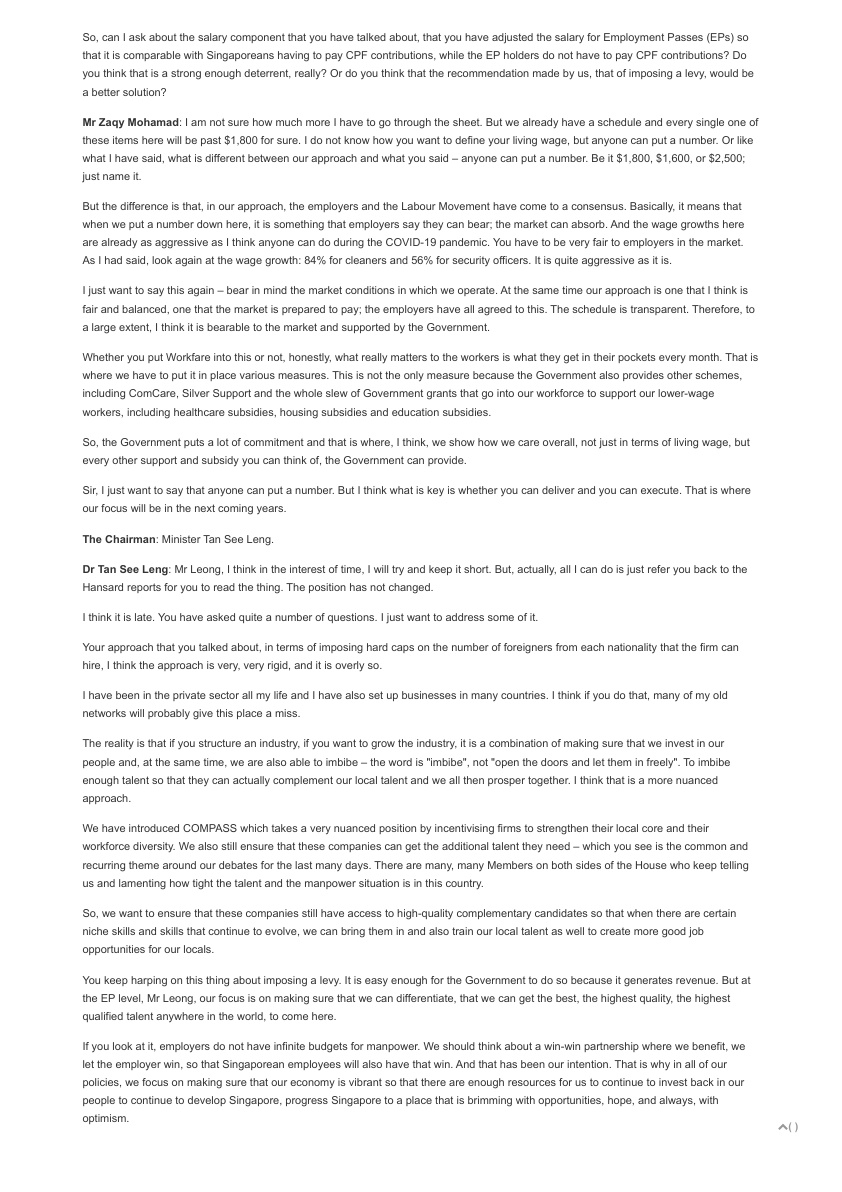 So, can I ask about the salary component that you have talked about, that you have adjusted the salary for Employment Passes (EPs) so
that it is comparable with Singaporeans having to pay CPF contributions, while the EP holders do not have to pay CPF contributions? Do
you think that is a strong enough deterrent, really? Or do you think that the recommendation made by us, that of imposing a levy, would be
a better solution?
Mr Zaqy Mohamad: I am not sure how much more I have to go through the sheet. But we already have a schedule and every single one of
these items here will be past $1,800 for sure. I do not know how you want to define your living wage, but anyone can put a number. Or like
what I have said, what is different between our approach and what you said – anyone can put a number. Be it $1,800, $1,600, or $2,500;
just name it.
But the difference is that, in our approach, the employers and the Labour Movement have come to a consensus. Basically, it means that
when we put a number down here, it is something that employers say they can bear; the market can absorb. And the wage growths here
are already as aggressive as I think anyone can do during the COVID-19 pandemic. You have to be very fair to employers in the market.
As I had said, look again at the wage growth: 84% for cleaners and 56% for security officers. It is quite aggressive as it is.
I just want to say this again – bear in mind the market conditions in which we operate. At the same time our approach is one that I think is
fair and balanced, one that the market is prepared to pay; the employers have all agreed to this. The schedule is transparent. Therefore, to
a large extent, I think it is bearable to the market and supported by the Government.
Whether you put Workfare into this or not, honestly, what really matters to the workers is what they get in their pockets every month. That is
where we have to put it in place various measures. This is not the only measure because the Government also provides other schemes,
including ComCare, Silver Support and the whole slew of Government grants that go into our workforce to support our lower-wage
workers, including healthcare subsidies, housing subsidies and education subsidies.
So, the Government puts a lot of commitment and that is where, I think, we show how we care overall, not just in terms of living wage, but
every other support and subsidy you can think of, the Government can provide.
Sir, I just want to say that anyone can put a number. But I think what is key is whether you can deliver and you can execute. That is where
our focus will be in the next coming years.
The Chairman: Minister Tan See Leng.
Dr Tan See Leng: Mr Leong, I think in the interest of time, I will try and keep it short. But, actually, all I can do is just refer you back to the
Hansard reports for you to read the thing. The position has not changed.
I think it is late. You have asked quite a number of questions. I just want to address some of it.
Your approach that you talked about, in terms of imposing hard caps on the number of foreigners from each nationality that the firm can
hire, I think the approach is very, very rigid, and it is overly so.
I have been in the private sector all my life and I have also set up businesses in many countries. I think if you do that, many of my old
networks will probably give this place a miss.
The reality is that if you structure an industry, if you want to grow the industry, it is a combination of making sure that we invest in our
people and, at the same time, we are also able to imbibe – the word is "imbibe", not "open the doors and let them in freely". To imbibe
enough talent so that they can actually complement our local talent and we all then prosper together. I think that is a more nuanced
approach.
We have introduced COMPASS which takes a very nuanced position by incentivising firms to strengthen their local core and their
workforce diversity. We also still ensure that these companies can get the additional talent they need – which you see is the common and
recurring theme around our debates for the last many days. There are many, many Members on both sides of the House who keep telling
us and lamenting how tight the talent and the manpower situation is in this country.
So, we want to ensure that these companies still have access to high-quality complementary candidates so that when there are certain
niche skills and skills that continue to evolve, we can bring them in and also train our local talent as well to create more good job
opportunities for our locals.
You keep harping on this thing about imposing a levy. It is easy enough for the Government to do so because it generates revenue. But at
the EP level, Mr Leong, our focus is on making sure that we can differentiate, that we can get the best, the highest quality, the highest
qualified talent anywhere in the world, to come here.
If you look at it, employers do not have infinite budgets for manpower. We should think about a win-win partnership where we benefit, we
let the employer win, so that Singaporean employees will also have that win. And that has been our intention. That is why in all of our
policies, we focus on making sure that our economy is vibrant so that there are enough resources for us to continue to invest back in our
people to continue to develop Singapore, progress Singapore to a place that is brimming with opportunities, hope, and always, with
optimism.
( )